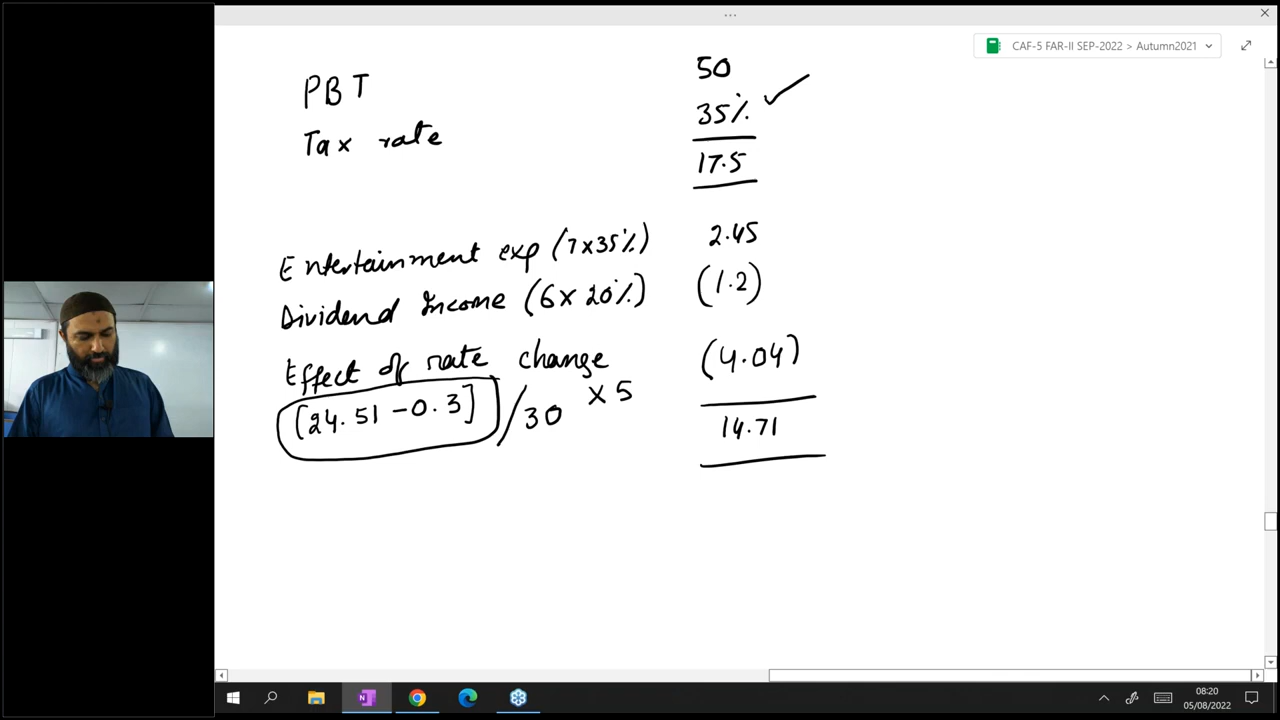 CAF-5 FAR-II SEP-2022 > Autumn2021
PBT 50
Tax rate 35%
17.5
Entertainment exp (7x35%) 2.45
Dividend Income (6x20%) (1.2)
Effect of rate change (4.04)
[24.51 - 0.3] / 30 x 5
14.71
08:20
05/08/2022